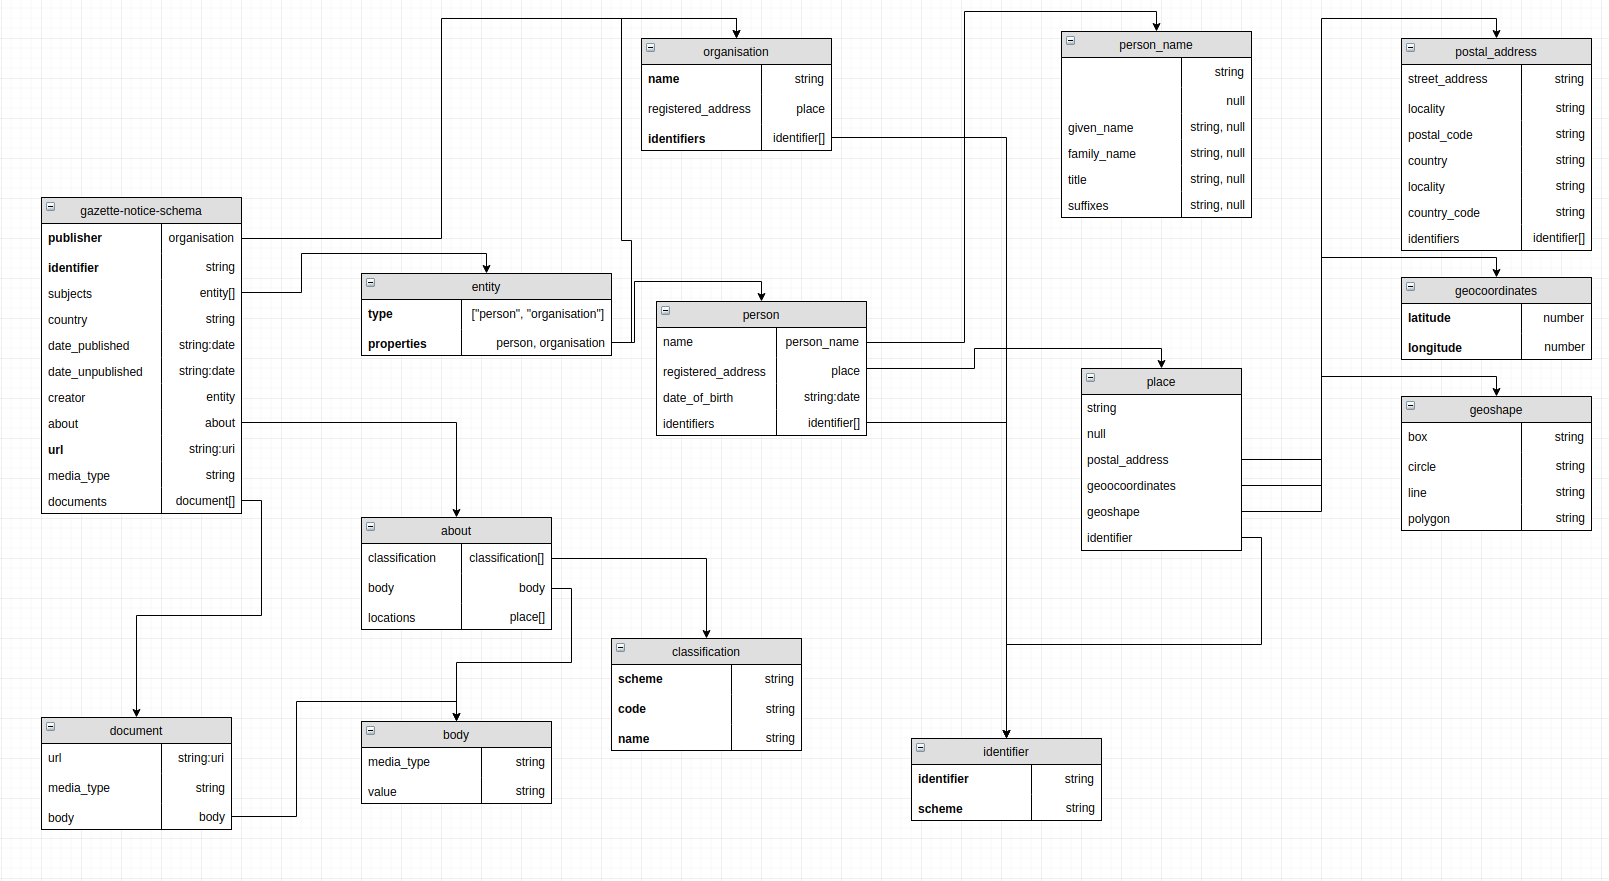 organisation
name string
registered_address place
identifiers identifier[]
person_name
string
null
given_name string, null
family_name string, null
title string, null
suffixes string, null
postal_address
street_address string
locality string
postal_code string
country string
locality string
country_code string
identifiers identifier[]
gazette-notice-schema
publisher organisation
identifier string
subjects entity[]
country string
date_published string:date
date_unpublished string:date
creator entity
about about
url string:uri
media_type string
documents document[]
entity
type ["person", "organisation"]
properties person, organisation
person
name person_name
registered_address place
date_of_birth string:date
identifiers identifier[]
geocoordinates
latitude number
longitude number
place
string
null
postal_address
geoocoordinates
geoshape
identifier
geoshape
box string
circle string
line string
polygon string
about
classification classification[]
body body
locations place[]
classification
scheme string
code string
name string
document
url string:uri
media_type string
body body
body
media_type string
value string
identifier
identifier string
scheme string